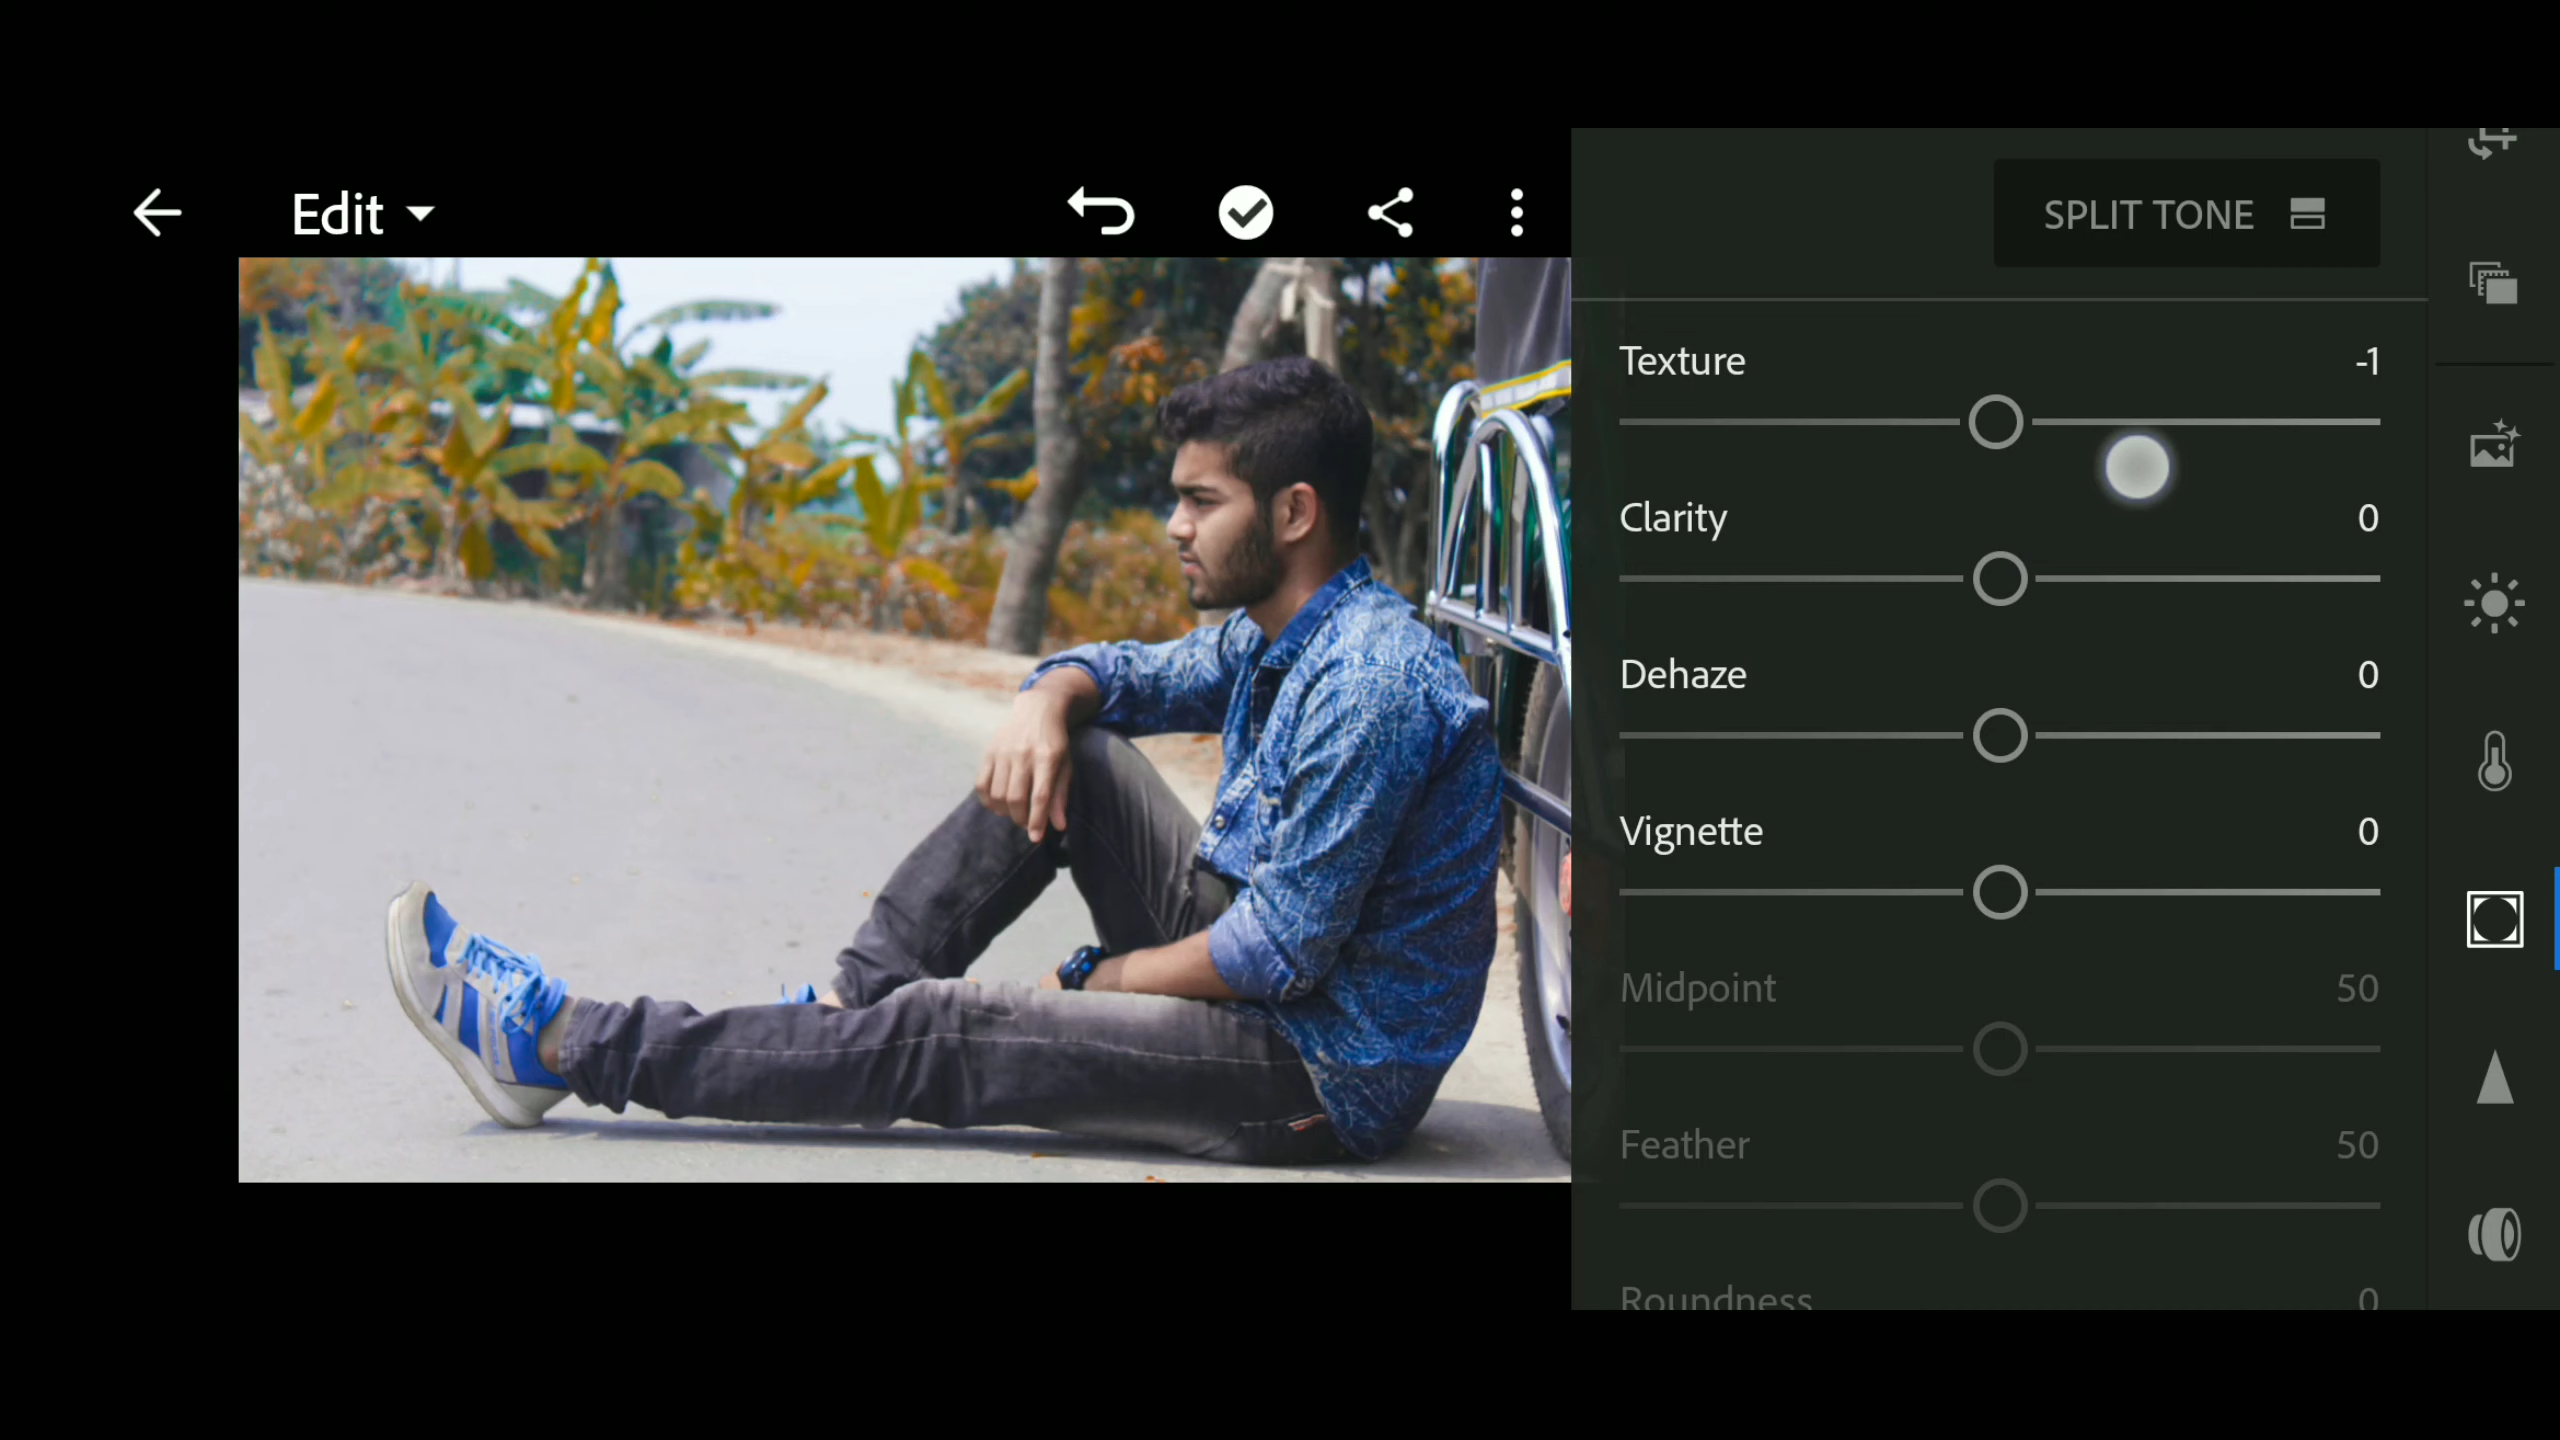 Edit
SPLIT TONE
Texture -1
Clarity 0
Dehaze 0
Vignette 0
Midpoint 50
Feather 50
Roundness 0